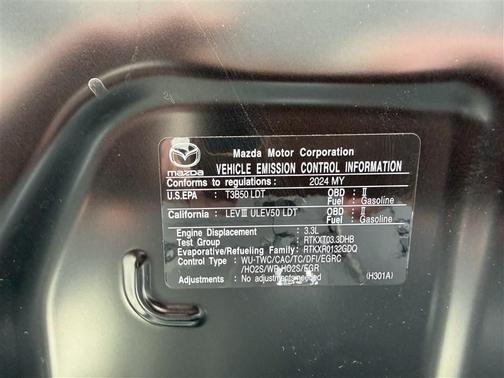 Mazda Motor Corporation
mazda
VEHICLE EMISSION CONTROL INFORMATION
Conforms to regulations: 2024 MY
U.S.EPA : T3B50 LDT OBD : II
Fuel : Gasoline
California : LEVⅢ ULEV50 LDT OBD : II
Fuel : Gasoline
Engine Displacement : 3.3L
Test Group : RTKXT03.3DHB
Evaporative/Refueling Family: RTKXR0132GDQ
Control Type : WU-TWC/CAC/TC/DFI/EGRC
/HO2S/WR-HO2S/EGR
Adjustments : No adjustments needed (H301A)